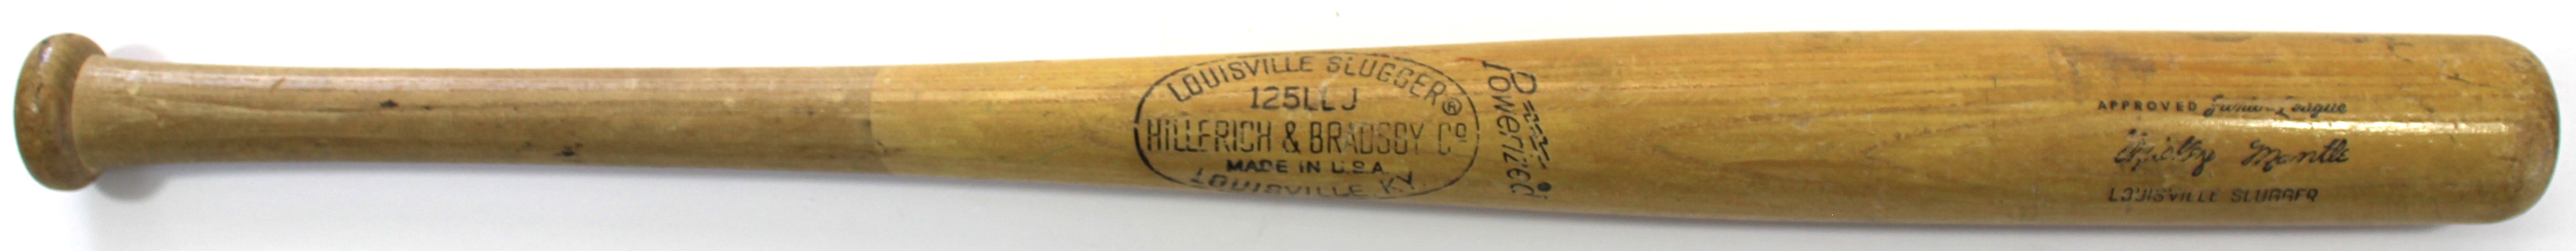 LOUISVILLE SLUGGER®
125LLJ
HILLERICH & BRADSBY Cº
MADE IN U.S.A.
LOUISVILLE KY.
Powerized
APPROVED Junior League
Mickey Mantle
LOUISVILLE SLUGGER